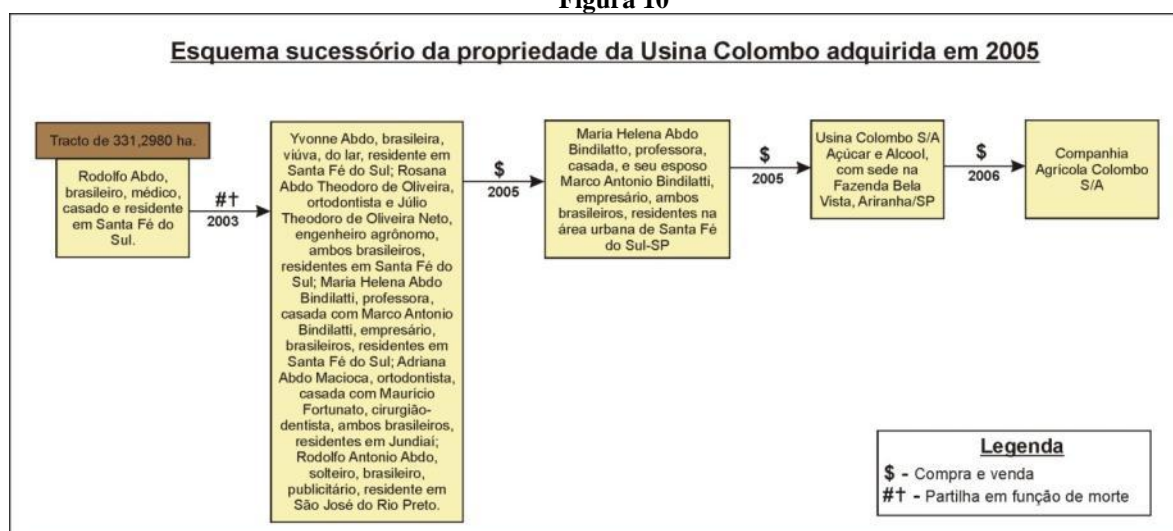 Figura 10
Esquema sucessório da propriedade da Usina Colombo adquirida em 2005
Tracto de 331,2980 ha.
Rodolfo Abdo,
brasileiro, médico,
casado e residente
em Santa Fé do
Sul.
#†
2003
Yvonne Abdo, brasileira,
viúva, do lar, residente em
Santa Fé do Sul; Rosana
Abdo Theodoro de Oliveira,
ortodontista e Júlio
Theodoro de Oliveira Neto,
engenheiro agrônomo,
ambos brasileiros,
residentes em Santa Fé do
Sul; Maria Helena Abdo
Bindilatti, professora,
casada com Marco Antonio
Bindilatti, empresário,
brasileiros, residentes em
Santa Fé do Sul; Adriana
Abdo Macioca, ortodontista,
casada com Maurício
Fortunato, cirurgião-
dentista, ambos brasileiros,
residentes em Jundiaí;
Rodolfo Antonio Abdo,
solteiro, brasileiro,
publicitário, residente em
São José do Rio Preto.
$
2005
Maria Helena Abdo
Bindilatto, professora,
casada, e seu esposo
Marco Antonio Bindilatti,
empresário, ambos
brasileiros, residentes na
área urbana de Santa Fé
do Sul-SP
$
2005
Usina Colombo S/A
Açúcar e Alcool,
com sede na
Fazenda Bela
Vista, Ariranha/SP
$
2006
Companhia
Agrícola Colombo
S/A
Legenda
$ - Compra e venda
#† - Partilha em função de morte